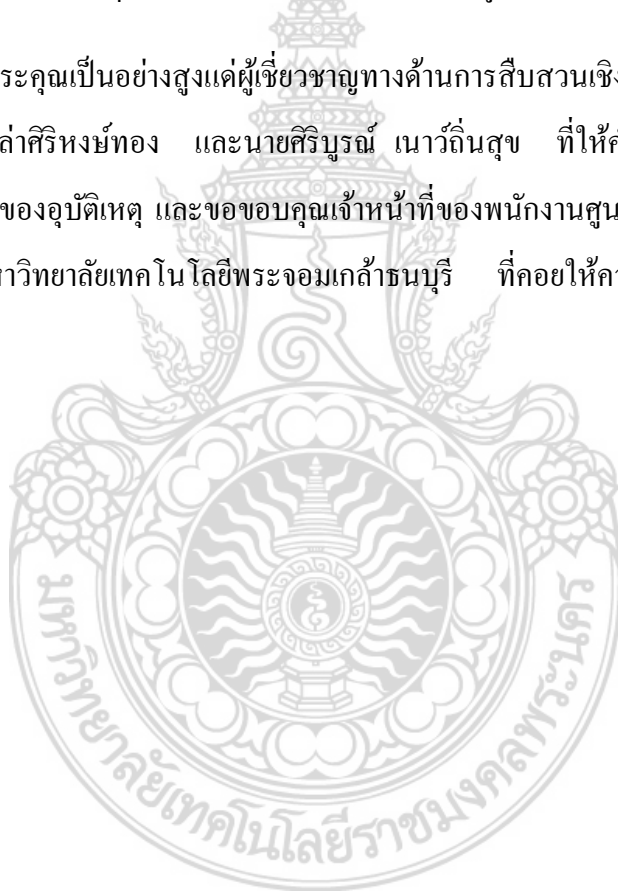 ระคุณเป็นอย่างสูงแด่ผู้เชี่ยวชาญทางด้านการสืบสวนเชิง
ล่าศิริหงษ์ทอง และนายศิริบูรณ์ เนาว์ถิ่นสุข ที่ให้
ของอุบัติเหตุ และขอขอบคุณเจ้าหน้าที่ของพนักงานศูน
าวิทยาลัยเทคโนโลยีพระจอมเกล้าธนบุรี ที่คอยให้คว
มหาวิทยาลัยเทคโนโลยีราชมงคลพระนคร